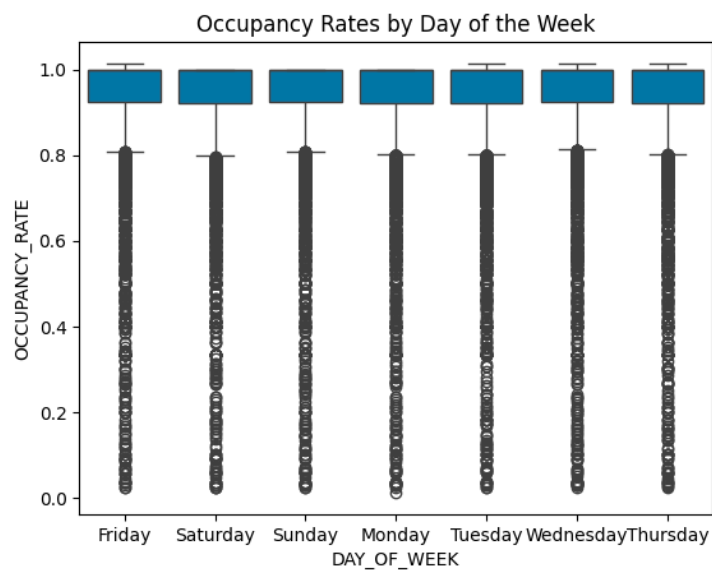 Occupancy Rates by Day of the Week
OCCUPANCY_RATE
1.0
0.8
0.6
0.4
0.2
0.0
Friday Saturday Sunday Monday Tuesday Wednesday Thursday
DAY_OF_WEEK